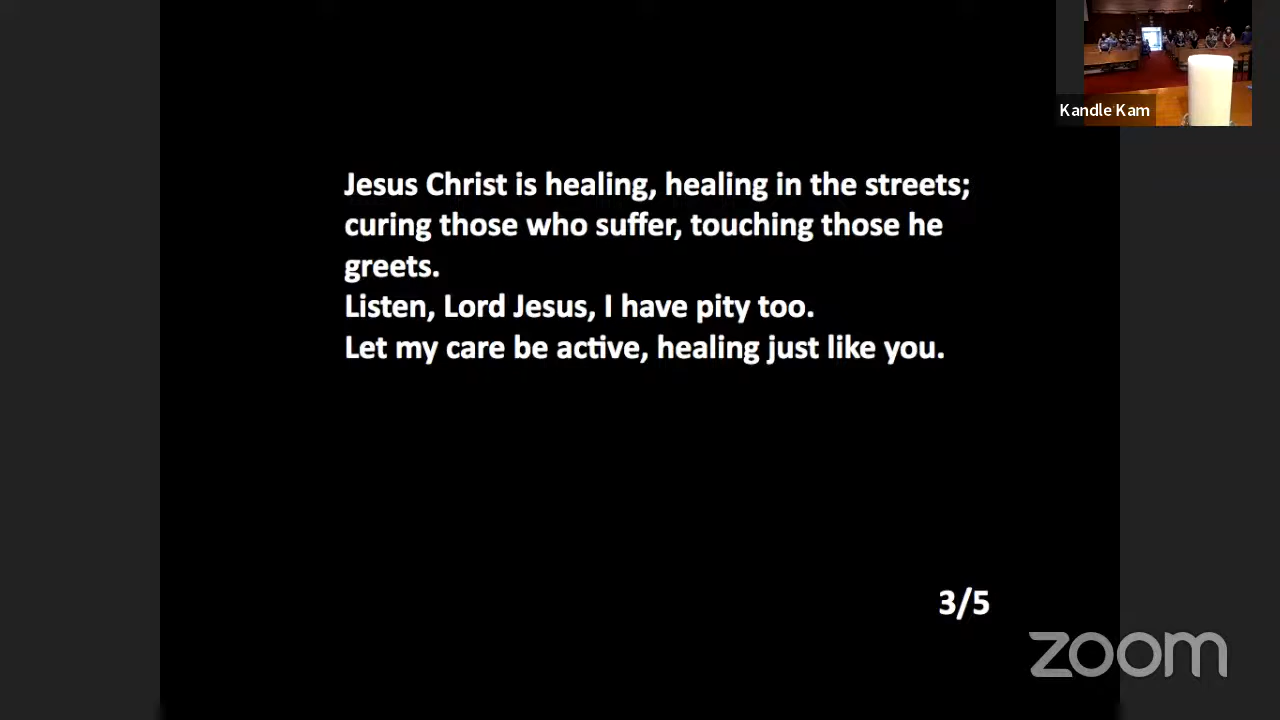 Kandle Kam
Jesus Christ is healing, healing in the streets;
curing those who suffer, touching those he
greets.
Listen, Lord Jesus, I have pity too.
Let my care be active, healing just like you.
3/5
zoom